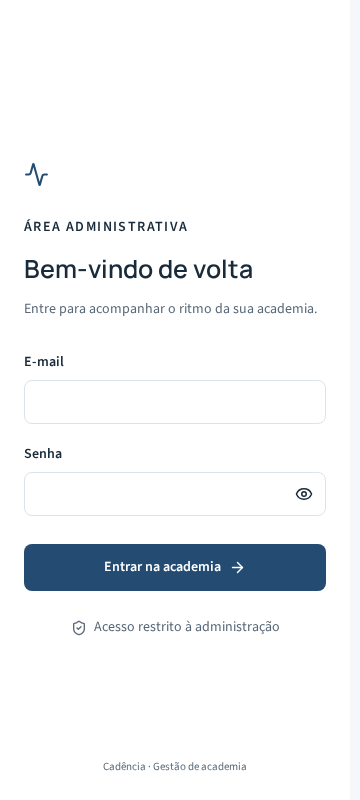 ÁREA ADMINISTRATIVA
Bem-vindo de volta
Entre para acompanhar o ritmo da sua academia.
E-mail
Senha
Entrar na academia
Acesso restrito à administração
Cadência · Gestão de academia